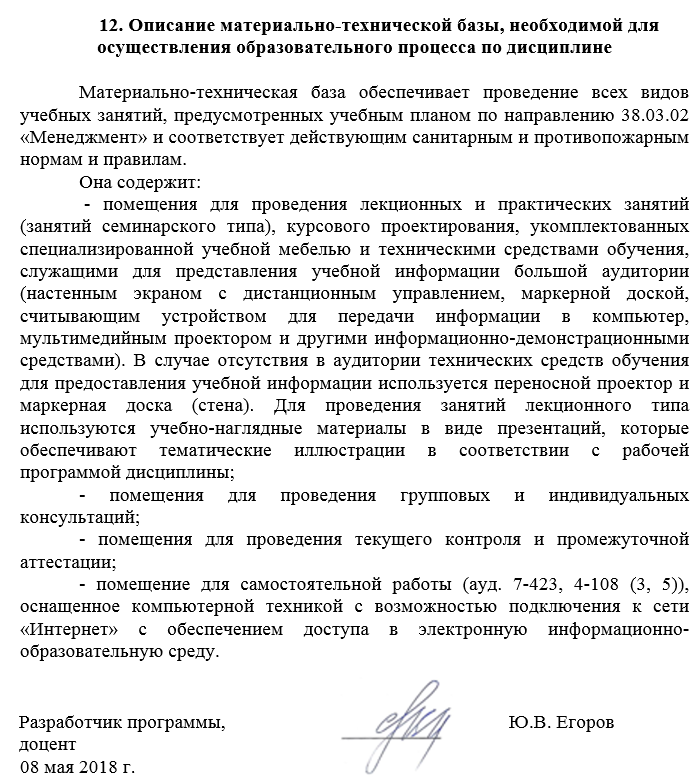 12. Описание материально-технической базы, необходимой для
осуществления образовательного процесса по дисциплине
Материально-техническая база обеспечивает проведение всех видов
учебных занятий, предусмотренных учебным планом по направлению 38.03.02
«Менеджмент» и соответствует действующим санитарным и противопожарным
нормам и правилам.
Она содержит:
- помещения для проведения лекционных и практических занятий
(занятий семинарского типа), курсового проектирования, укомплектованных
специализированной учебной мебелью и техническими средствами обучения,
служащими для представления учебной информации большой аудитории
(настенным экраном с дистанционным управлением, маркерной доской,
считывающим устройством для передачи информации в компьютер,
мультимедийным проектором и другими информационно-демонстрационными
средствами). В случае отсутствия в аудитории технических средств обучения
для предоставления учебной информации используется переносной проектор и
маркерная доска (стена). Для проведения занятий лекционного типа
используются учебно-наглядные материалы в виде презентаций, которые
обеспечивают тематические иллюстрации в соответствии с рабочей
программой дисциплины;
- помещения для проведения групповых и индивидуальных
консультаций;
- помещения для проведения текущего контроля и промежуточной
аттестации;
- помещение для самостоятельной работы (ауд. 7-423, 4-108 (3, 5)),
оснащенное компьютерной техникой с возможностью подключения к сети
«Интернет» с обеспечением доступа в электронную информационно-
образовательную среду.
Разработчик программы, Ю.В. Егоров
доцент
08 мая 2018 г.